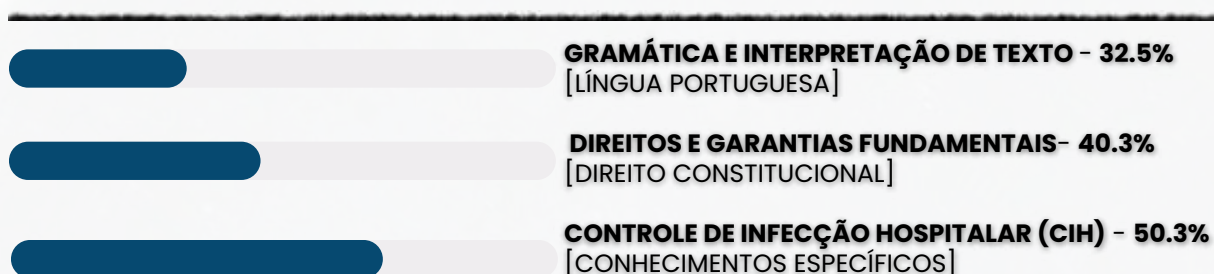 GRAMÁTICA E INTERPRETAÇÃO DE TEXTO - 32.5%
[LÍNGUA PORTUGUESA]
DIREITOS E GARANTIAS FUNDAMENTAIS- 40.3%
[DIREITO CONSTITUCIONAL]
CONTROLE DE INFECÇÃO HOSPITALAR (CIH) - 50.3%
[CONHECIMENTOS ESPECÍFICOS]